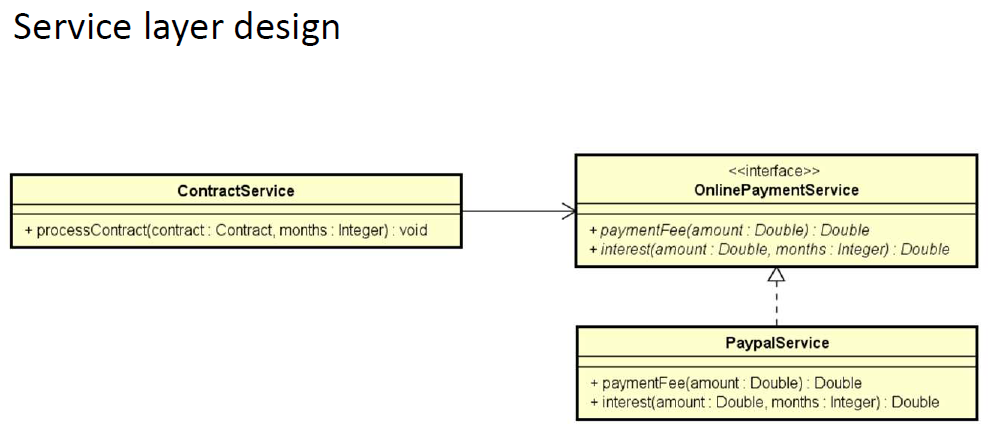 Service layer design
ContractService
+ processContract(contract : Contract, months : Integer) : void
<<interface>>
OnlinePaymentService
+ paymentFee(amount : Double) : Double
+ interest(amount : Double, months : Integer) : Double
PaypalService
+ paymentFee(amount : Double) : Double
+ interest(amount : Double, months : Integer) : Double